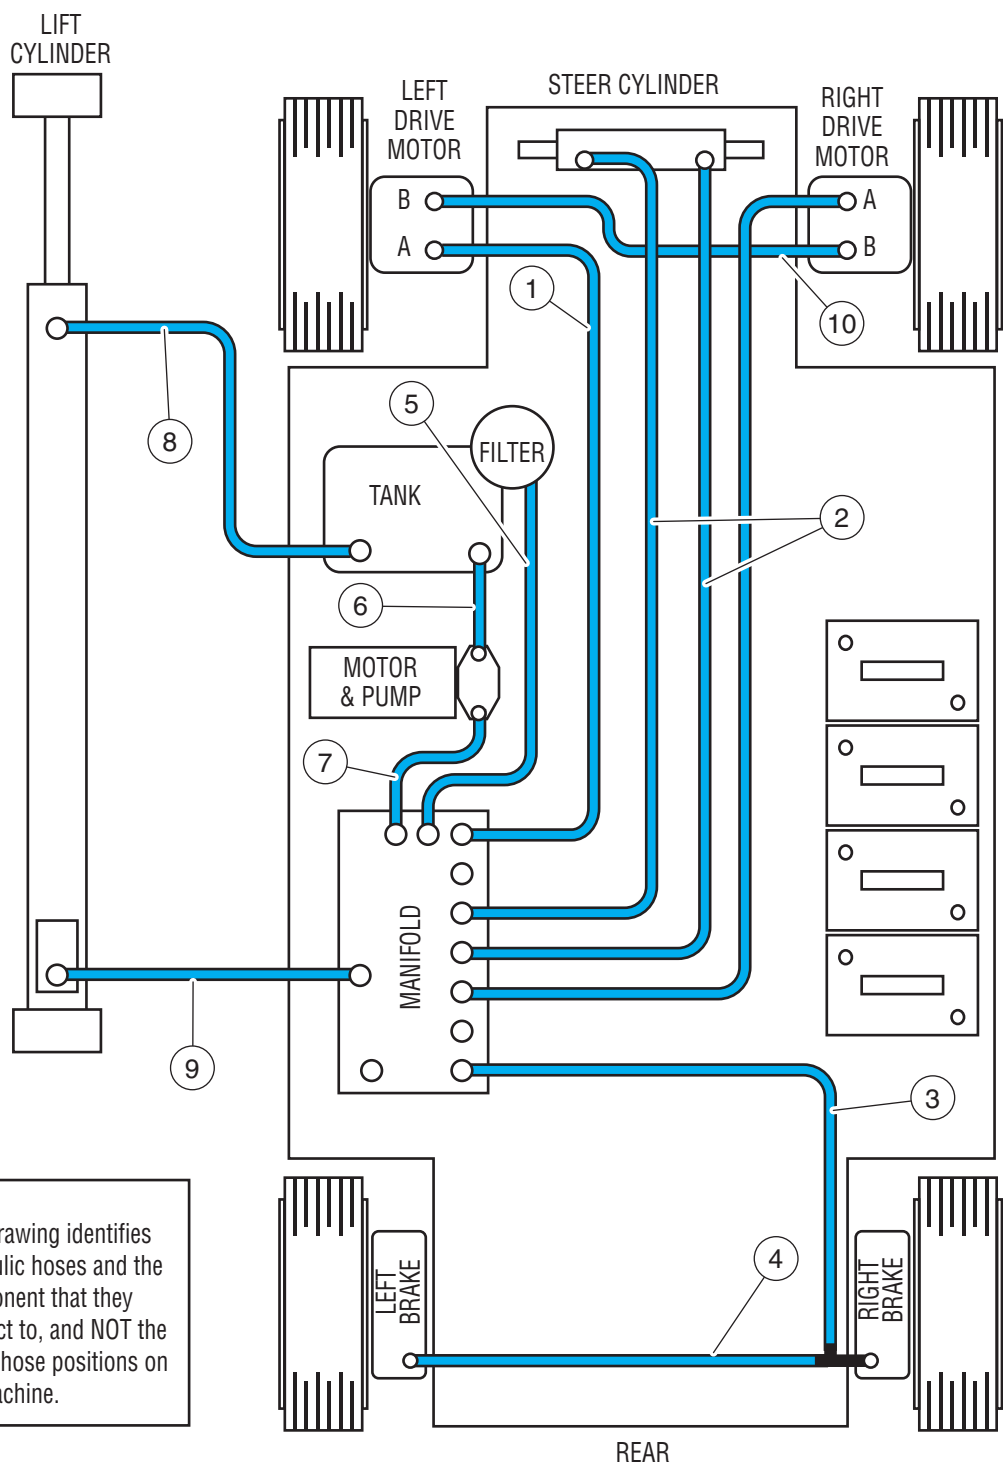 LIFT
CYLINDER
LEFT
DRIVE
MOTOR
STEER CYLINDER
RIGHT
DRIVE
MOTOR
B
A
A
B
1
10
8
5
FILTER
TANK
2
6
MOTOR
& PUMP
7
MANIFOLD
9
3
rawing identifies
ulic hoses and the
onent that they
ct to, and NOT the
hose positions on
achine.
LEFT
BRAKE
4
RIGHT
BRAKE
REAR